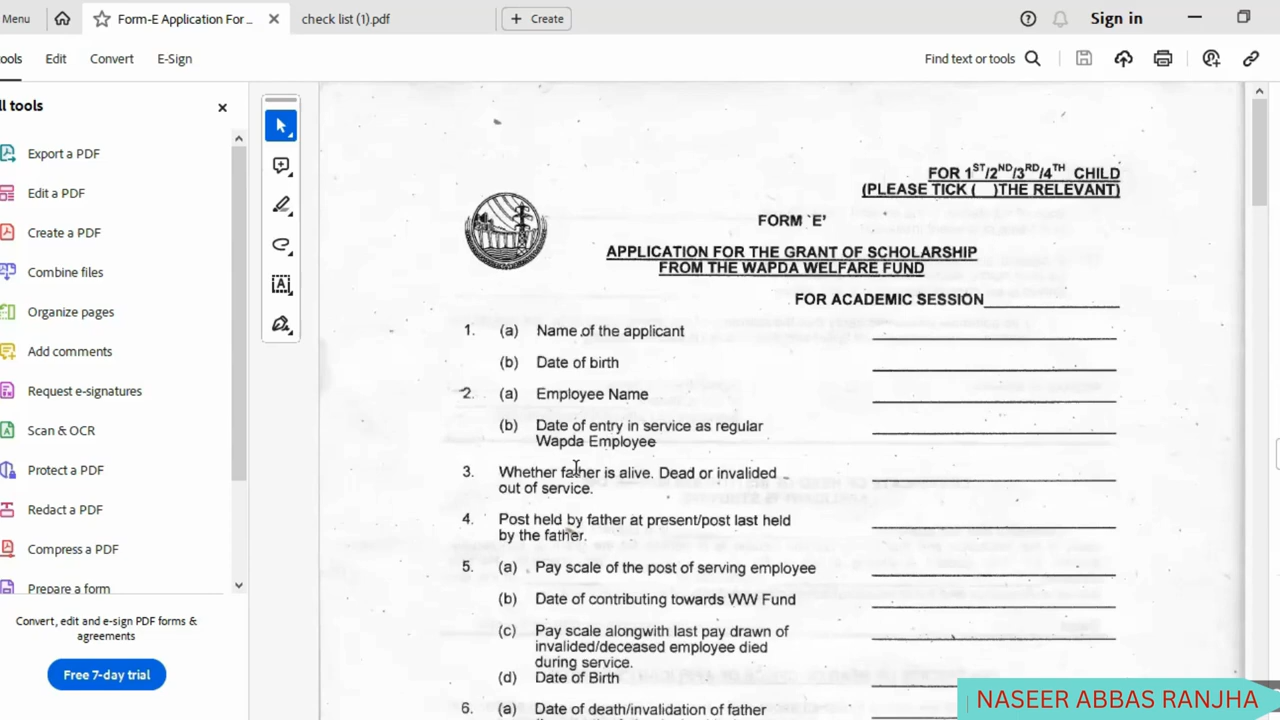 Menu
Form-E Application For ...
check list (1).pdf
+ Create
Sign in
ools
Edit
Convert
E-Sign
Find text or tools
ll tools
Export a PDF
Edit a PDF
Create a PDF
Combine files
Organize pages
Add comments
Request e-signatures
Scan & OCR
Protect a PDF
Redact a PDF
Compress a PDF
Prepare a form
Convert, edit and e-sign PDF forms &
agreements
Free 7-day trial
FOR 1ST/2ND/3RD/4TH CHILD
(PLEASE TICK ( )THE RELEVANT)
FORM `E'
APPLICATION FOR THE GRANT OF SCHOLARSHIP
FROM THE WAPDA WELFARE FUND
FOR ACADEMIC SESSION
1. (a) Name of the applicant
(b) Date of birth
2. (a) Employee Name
(b) Date of entry in service as regular
Wapda Employee
3. Whether father is alive. Dead or invalided
out of service.
4. Post held by father at present/post last held
by the father.
5. (a) Pay scale of the post of serving employee
(b) Date of contributing towards WW Fund
(c) Pay scale alongwith last pay drawn of
invalided/deceased employee died
during service.
(d) Date of Birth
6. (a) Date of death/invalidation of father
NASEER ABBAS RANJHA